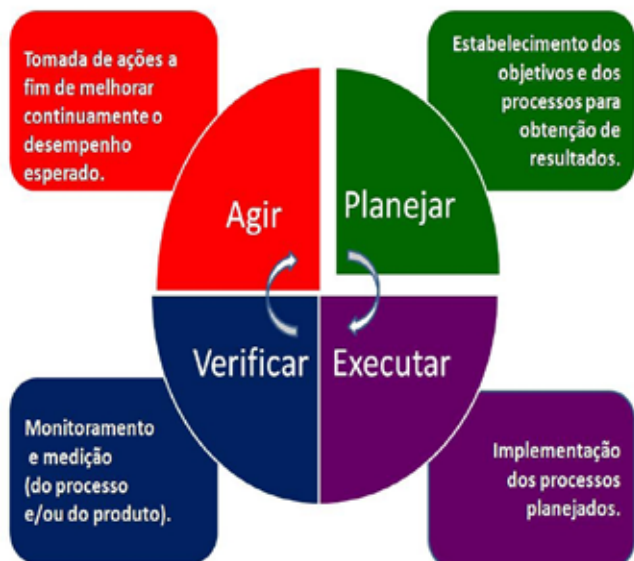 Tomada de ações a
fim de melhorar
continuamente o
desempenho
esperado.
Estabelecimento dos
objetivos e dos
processos para
obtenção de
resultados.
Agir
Planejar
Verificar
Executar
Monitoramento
e medição
(do processo
e/ou do produto).
Implementação
dos processos
planejados.